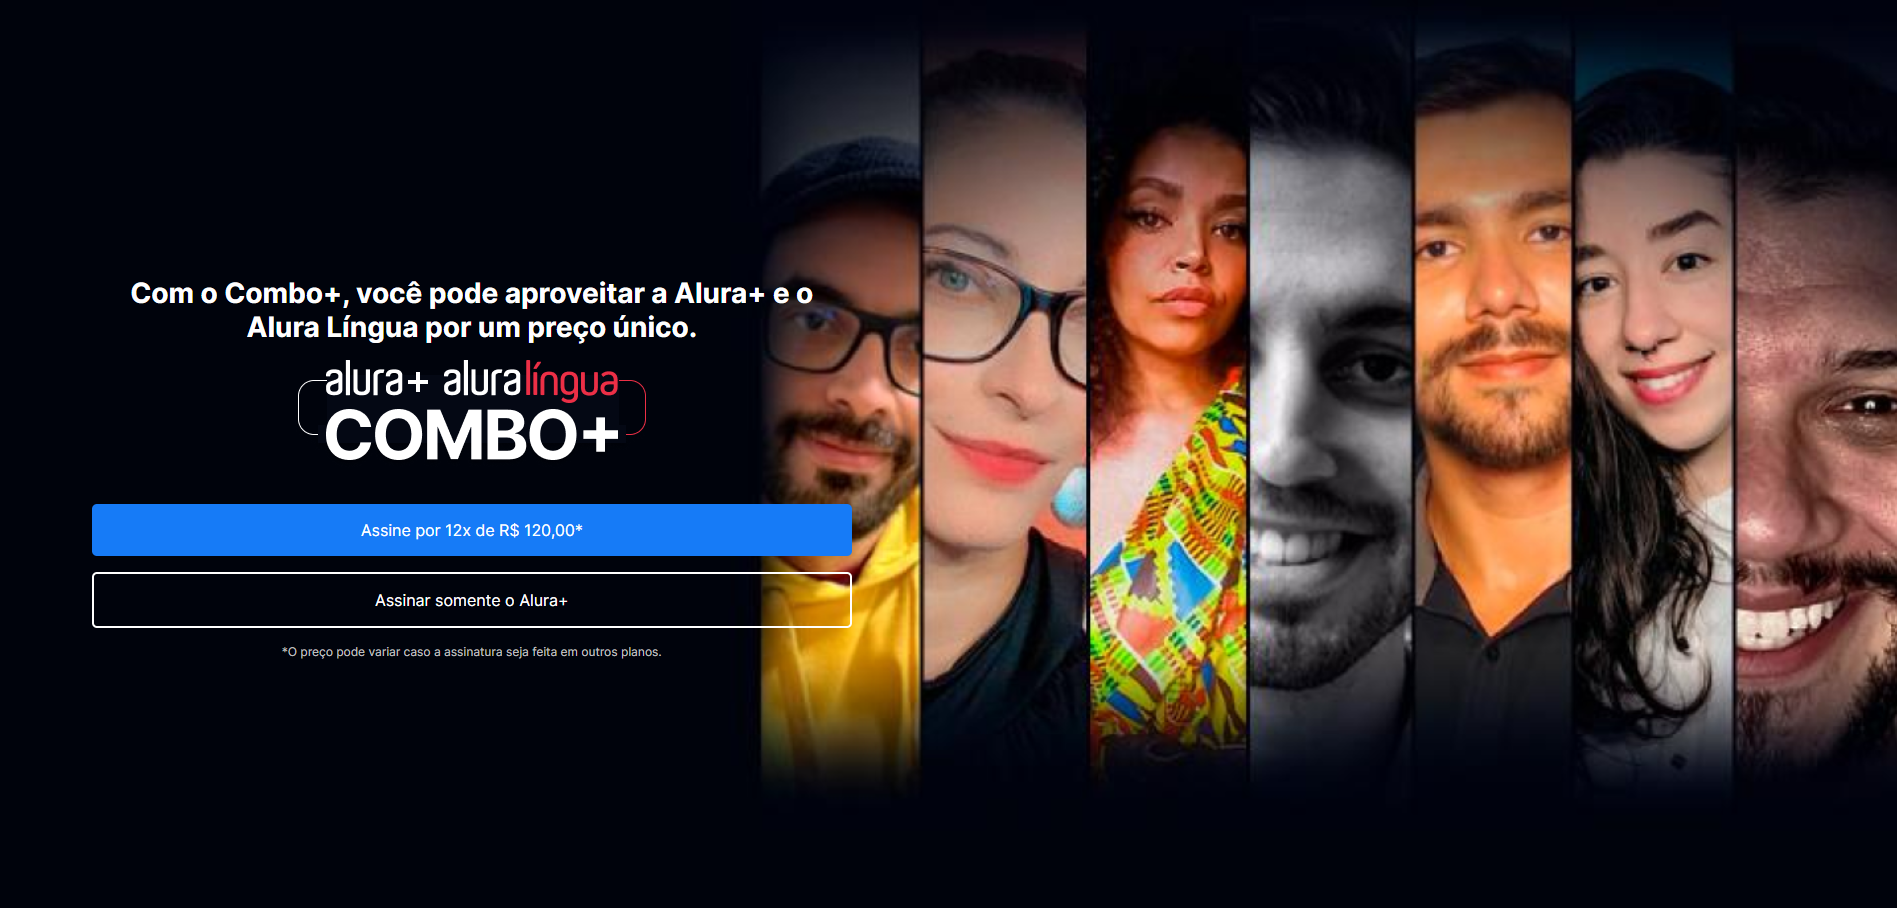 Com o Combo+, você pode aproveitar a Alura+ e o
Alura Língua por um preço único.
alura+ aluralíngua
COMBO+
Assine por 12x de R$ 120,00*
Assinar somente o Alura+
*O preço pode variar caso a assinatura seja feita em outros planos.